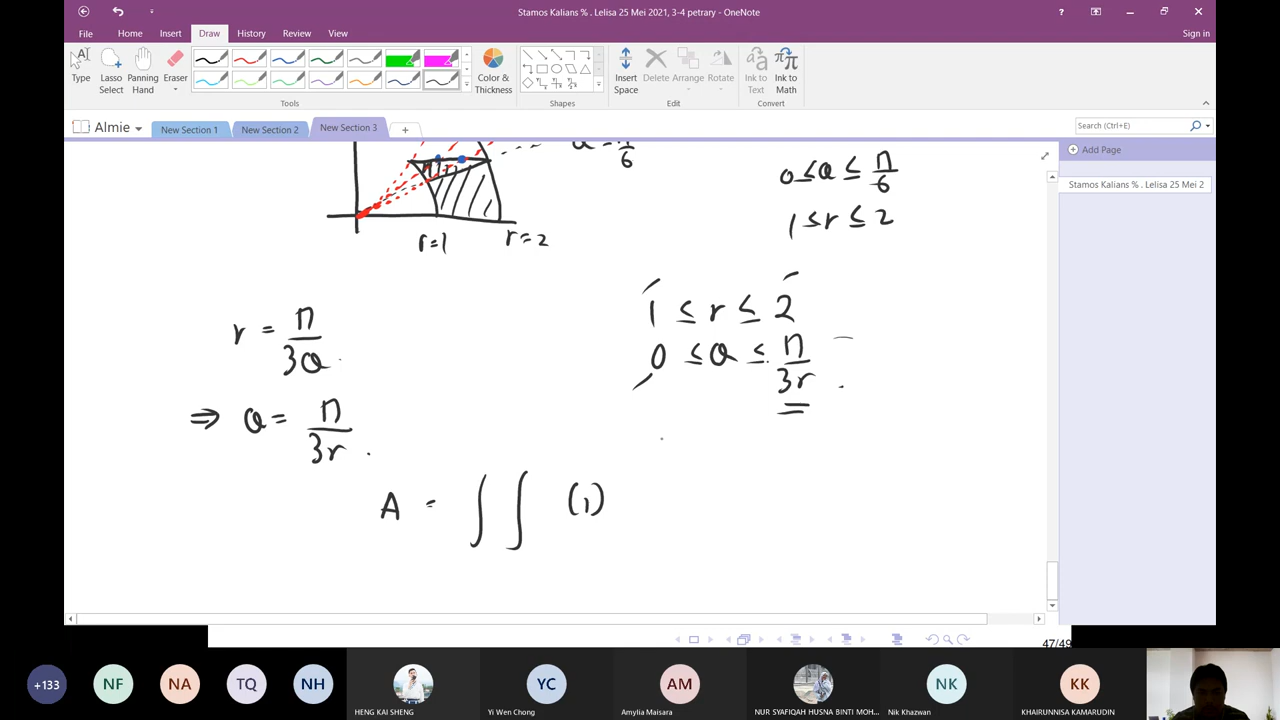 Stamos Kalians % . Lelisa 25 Mei 2021, 3-4 petrary - OneNote
?
File Home Insert Draw History Review View
Sign in
Type
Lasso Select
Panning Hand
Eraser
Color & Thickness
Insert Space
Delete
Arrange
Rotate
Ink to Text
Ink to Math
Tools
Shapes
Edit
Convert
Almie
New Section 1
New Section 2
New Section 3
+
Search (Ctrl+E)
Add Page
Stamos Kalians % . Lelisa 25 Mei 2
0 ≤ θ ≤ π/6
1 ≤ r ≤ 2
r=1 r=2
1 ≤ r ≤ 2
0 ≤ θ ≤ π/3r
r = π/3θ
⇒ θ = π/3r
A = ∫ ∫ (1)
47/49
+133
NF
NA
TQ
NH
YC
AM
NK
KK
HENG KAI SHENG
Yi Wen Chong
Amylia Maisara
NUR SYAFIQAH HUSNA BINTI MOH...
Nik Khazwan
KHAIRUNNISA KAMARUDIN